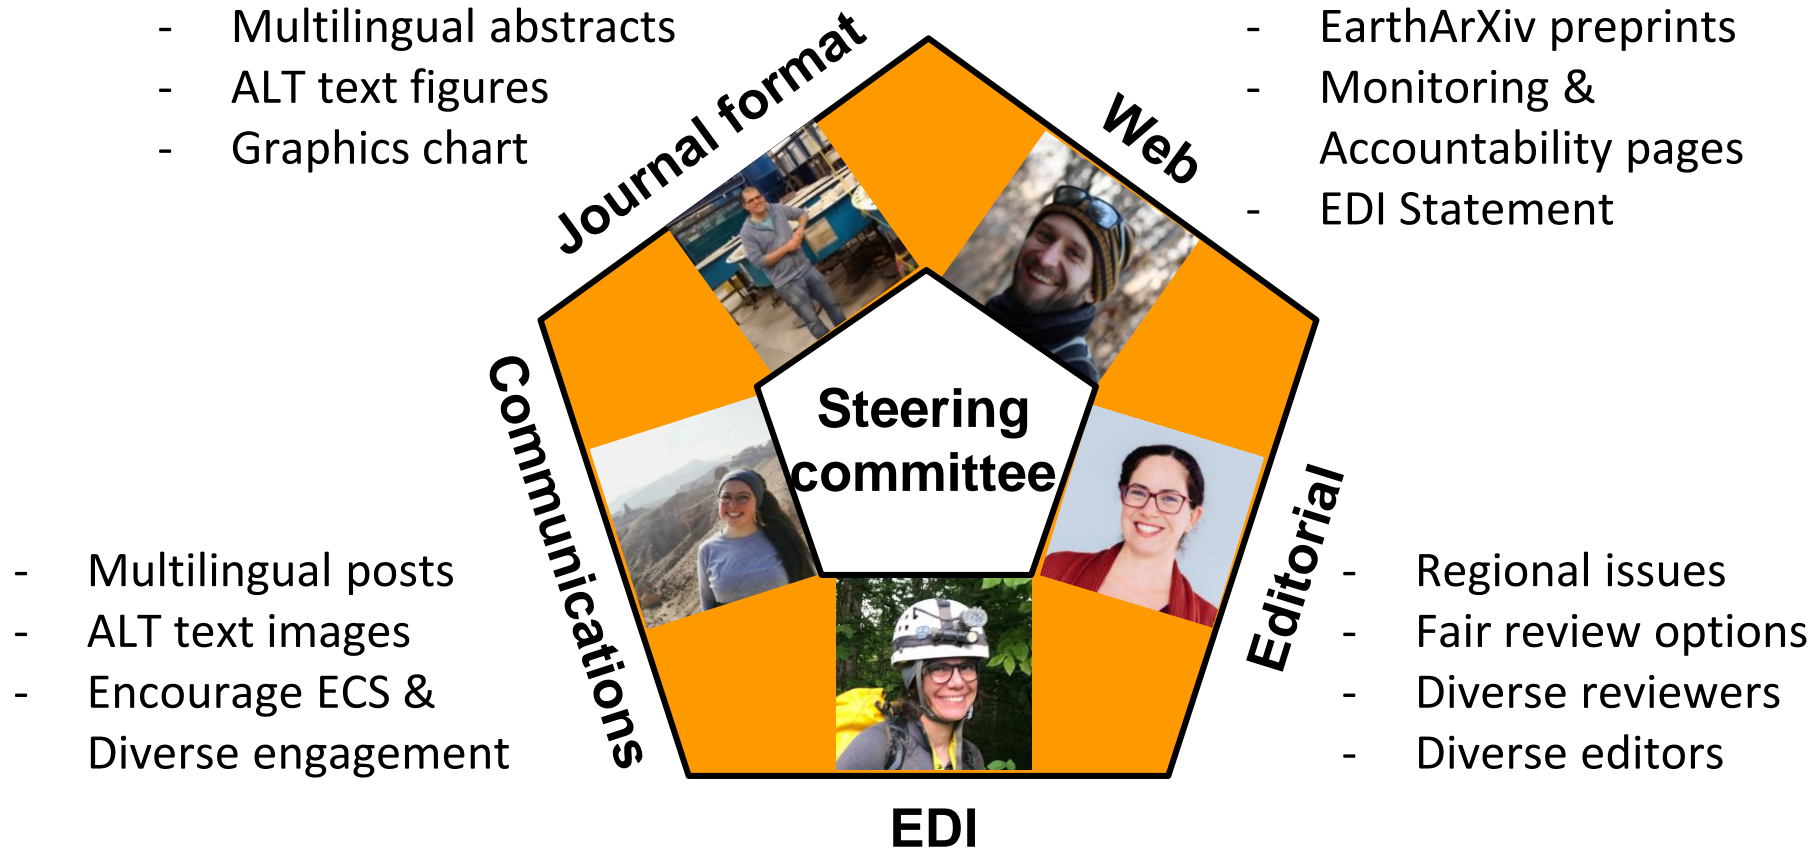 - Multilingual abstracts
- ALT text figures
- Graphics chart
Journal format
Web
- EarthArXiv preprints
- Monitoring &
Accountability pages
- EDI Statement
Steering
committee
Communications
- Multilingual posts
- ALT text images
- Encourage ECS &
Diverse engagement
Editorial
- Regional issues
- Fair review options
- Diverse reviewers
- Diverse editors
EDI